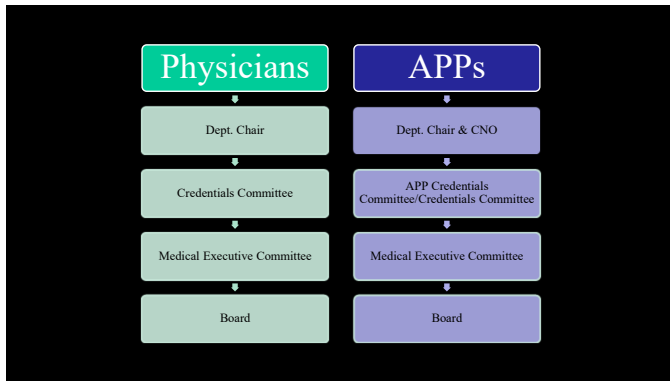 Physicians
Dept. Chair
Credentials Committee
Medical Executive Committee
Board
APPs
Dept. Chair & CNO
APP Credentials
Committee/Credentials Committee
Medical Executive Committee
Board